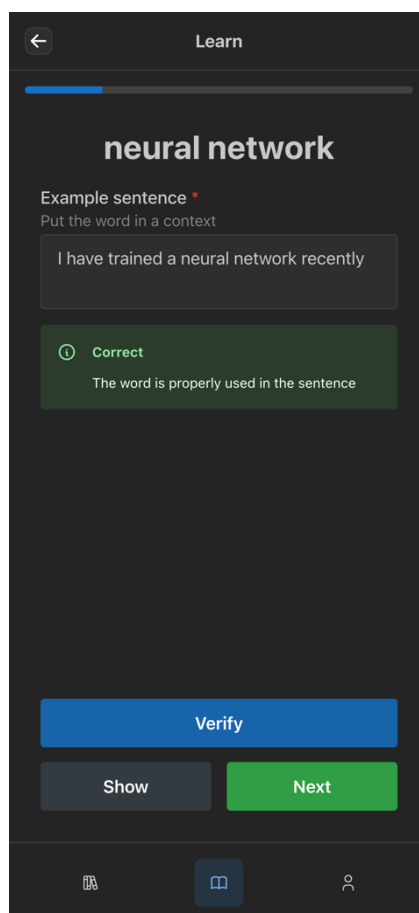 Learn
neural network
Example sentence *
Put the word in a context
I have trained a neural network recently
Correct
The word is properly used in the sentence
Verify
Show
Next